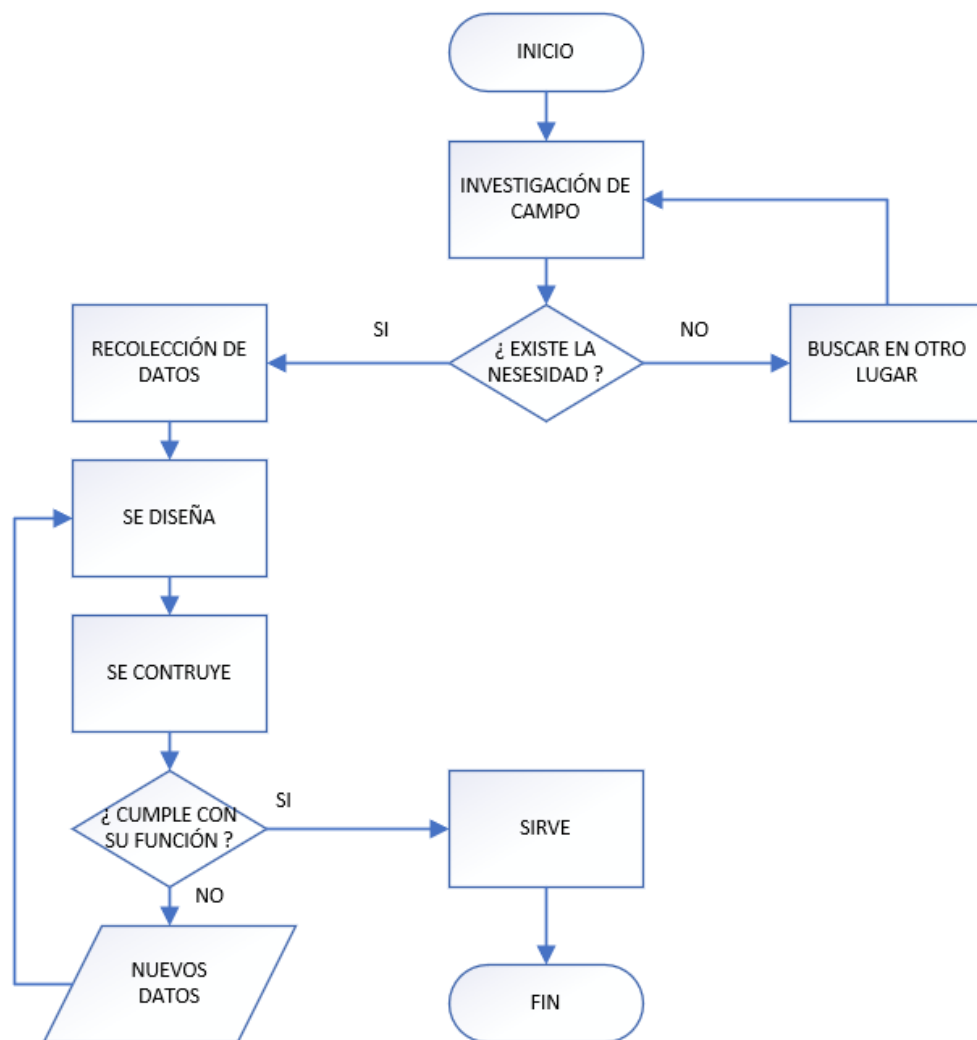 INICIO
INVESTIGACIÓN DE
CAMPO
SI
NO
RECOLECCIÓN DE
DATOS
¿ EXISTE LA
NESESIDAD ?
BUSCAR EN OTRO
LUGAR
SE DISEÑA
SE CONTRUYE
¿ CUMPLE CON
SU FUNCIÓN ?
SI
SIRVE
NO
NUEVOS
DATOS
FIN